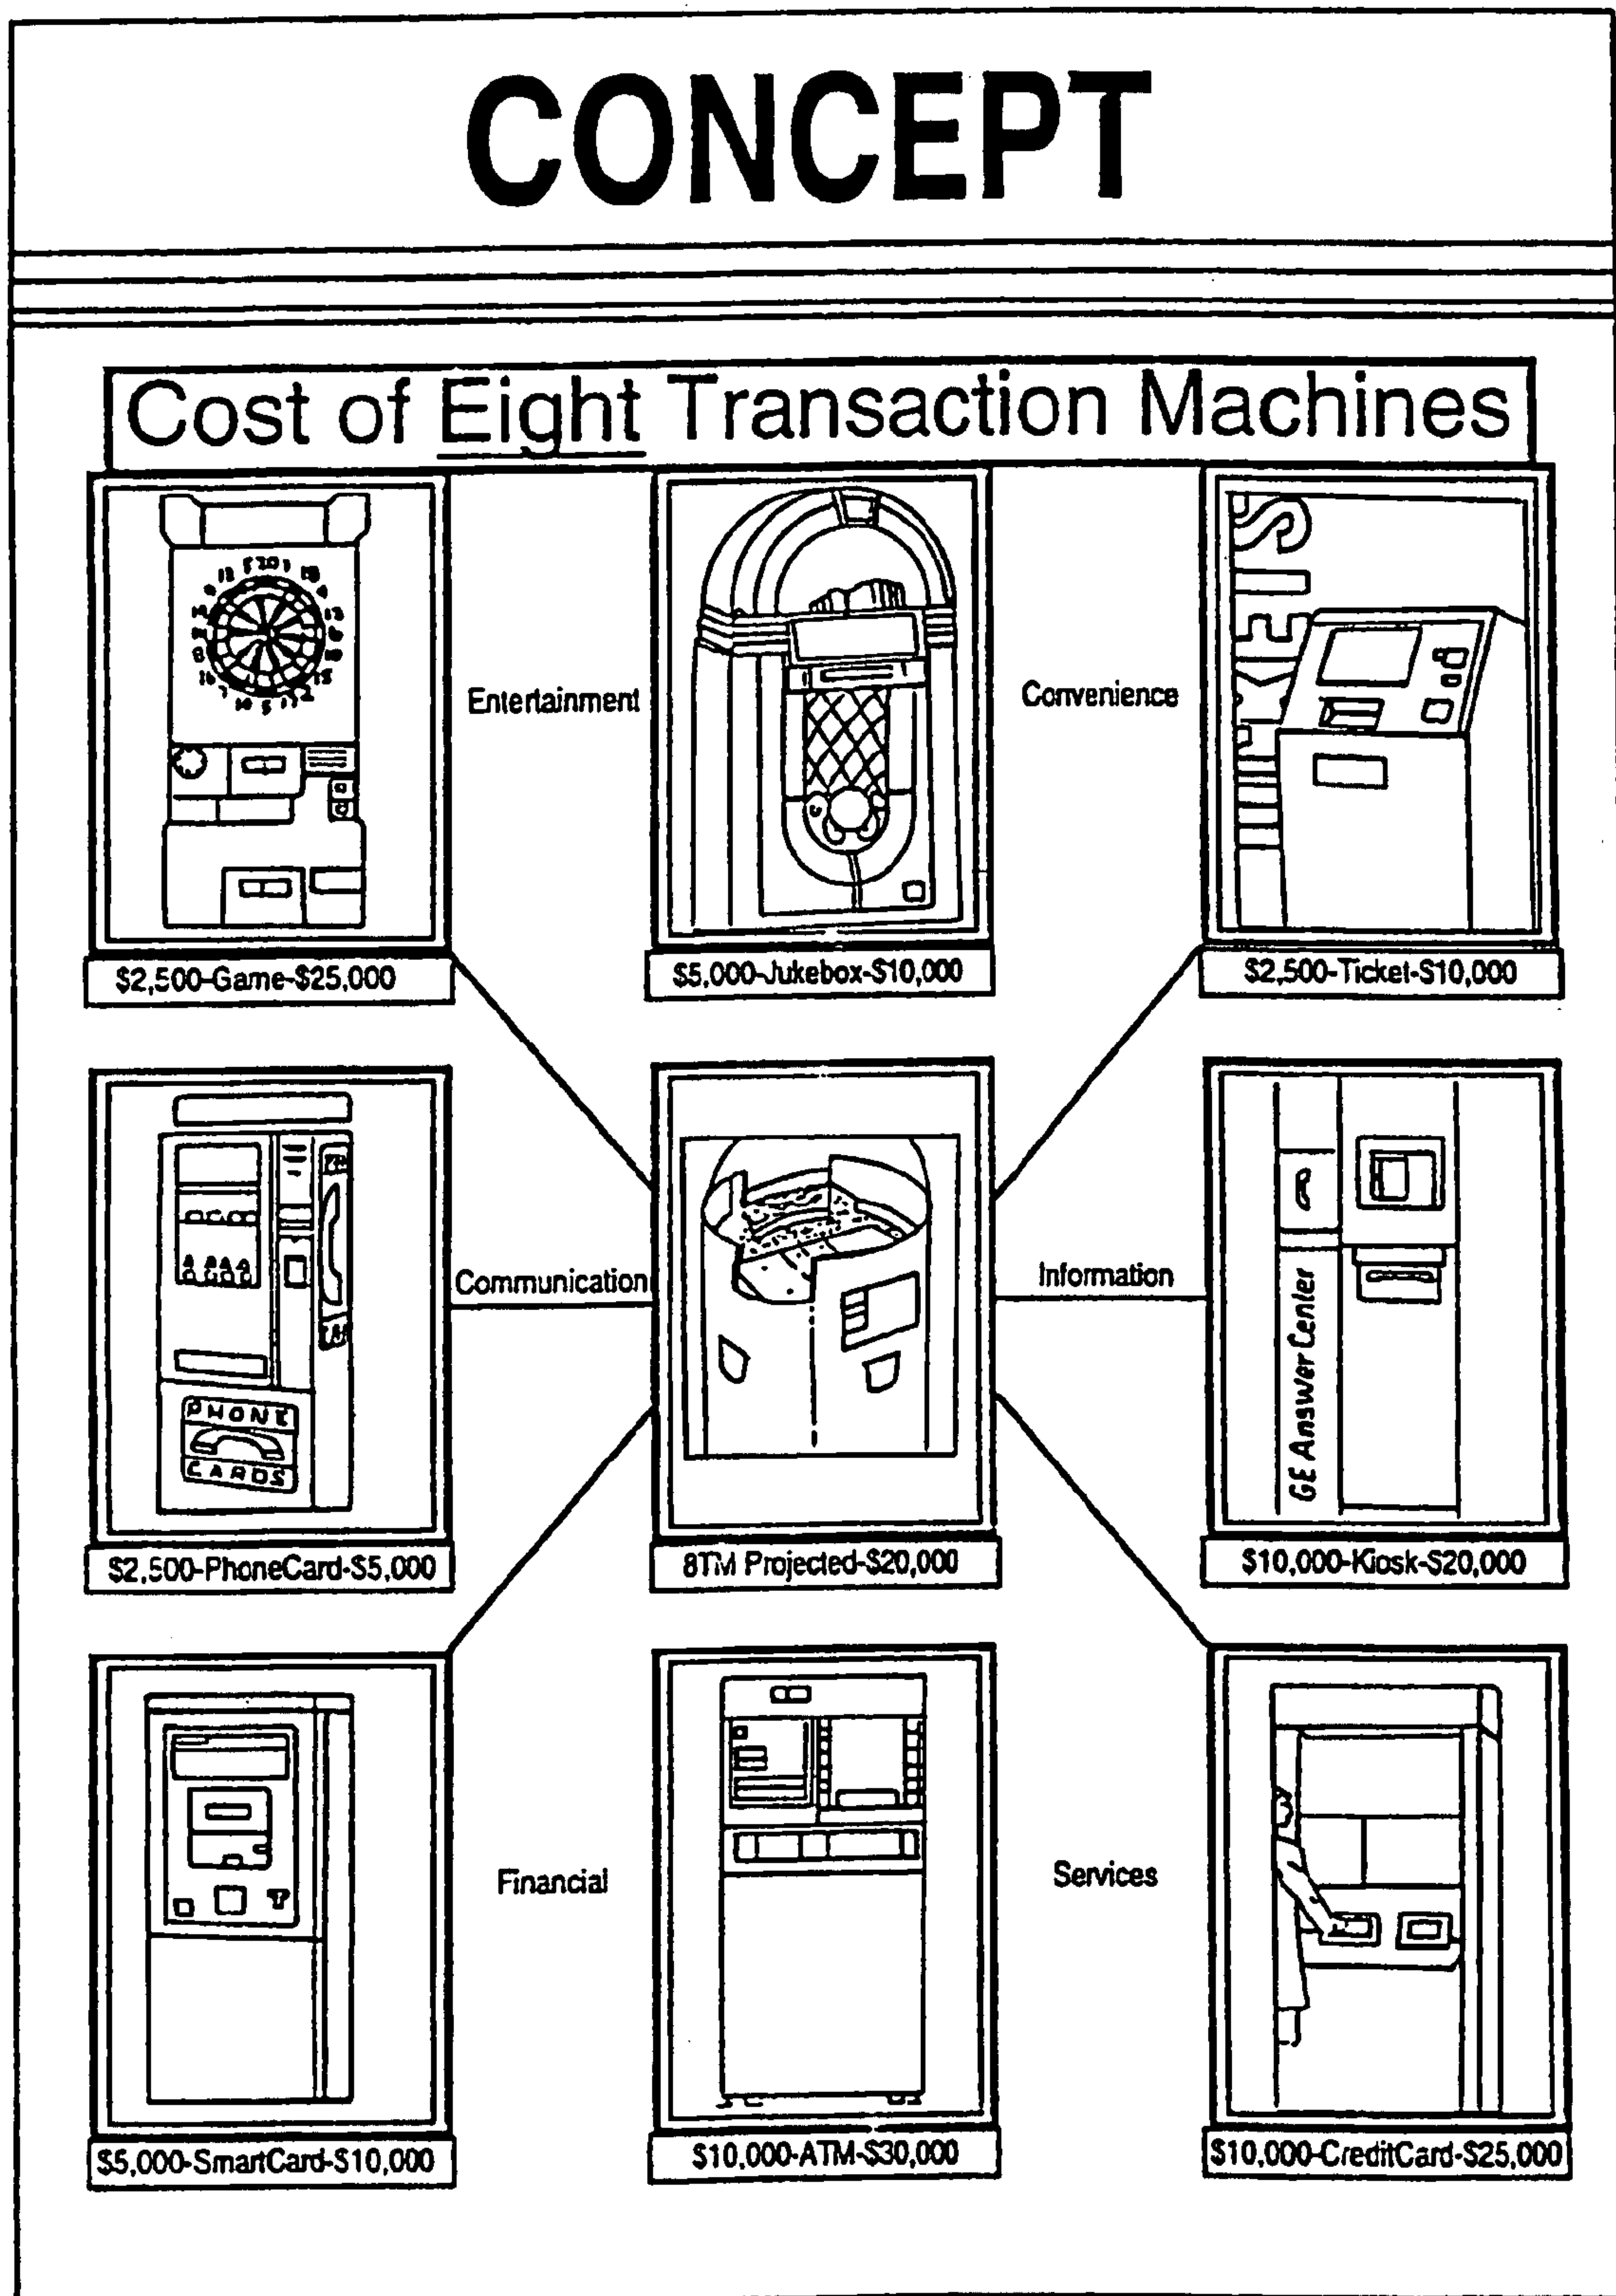 CONCEPT
Cost of Eight Transaction Machines
Entertainment
Convenience
TICKETS
$2,500-Game-$25,000
$5,000-Jukebox-$10,000
$2,500-Ticket-$10,000
Communication
Information
PHONE
CARDS
GE Answer Center
$2,500-PhoneCard-$5,000
8TM Projected-$20,000
$10,000-Kiosk-$20,000
Financial
Services
$5,000-SmartCard-$10,000
$10,000-ATM-$30,000
$10,000-CreditCard-$25,000